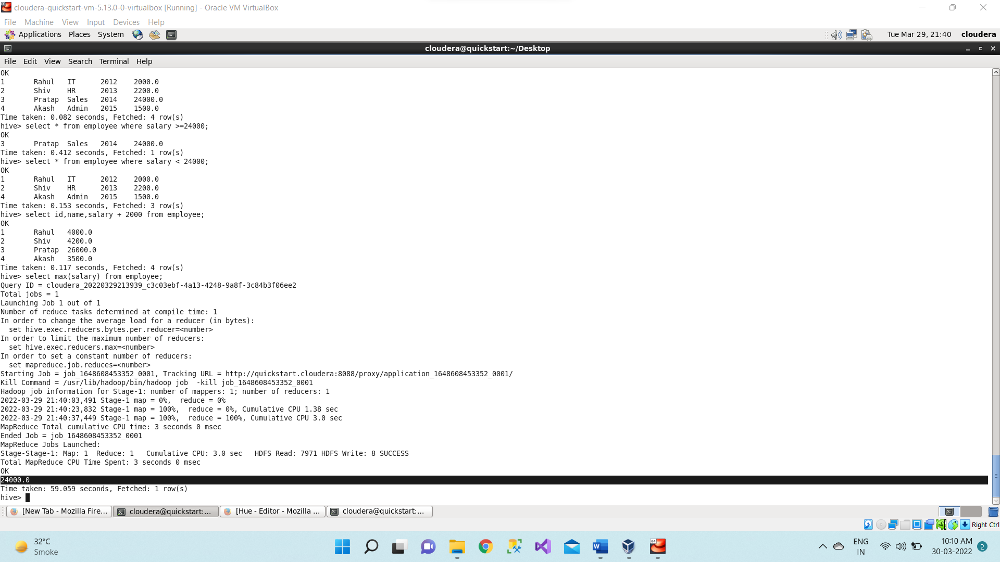 cloudera-quickstart-vm-5.13.0-0-virtualbox [Running] - Oracle VM VirtualBox
File Machine View Input Devices Help
Applications Places System Tue Mar 29, 21:40 cloudera
cloudera@quickstart:~/Desktop
File Edit View Search Terminal Help
OK
1 Rahul IT 2012 2000.0
2 Shiv HR 2013 2200.0
3 Pratap Sales 2014 24000.0
4 Akash Admin 2015 1500.0
Time taken: 0.082 seconds, Fetched: 4 row(s)
hive> select * from employee where salary >=24000;
OK
3 Pratap Sales 2014 24000.0
Time taken: 0.412 seconds, Fetched: 1 row(s)
hive> select * from employee where salary < 24000;
OK
1 Rahul IT 2012 2000.0
2 Shiv HR 2013 2200.0
4 Akash Admin 2015 1500.0
Time taken: 0.153 seconds, Fetched: 3 row(s)
hive> select id,name,salary + 2000 from employee;
OK
1 Rahul 4000.0
2 Shiv 4200.0
3 Pratap 26000.0
4 Akash 3500.0
Time taken: 0.117 seconds, Fetched: 4 row(s)
hive> select max(salary) from employee;
Query ID = cloudera_20220329213939_c3c03ebf-4a13-4248-9a8f-3c84b3f06ee2
Total jobs = 1
Launching Job 1 out of 1
Number of reduce tasks determined at compile time: 1
In order to change the average load for a reducer (in bytes):
set hive.exec.reducers.bytes.per.reducer=<number>
In order to limit the maximum number of reducers:
set hive.exec.reducers.max=<number>
In order to set a constant number of reducers:
set mapreduce.job.reduces=<number>
Starting Job = job_1648608453352_0001, Tracking URL = http://quickstart.cloudera:8088/proxy/application_1648608453352_0001/
Kill Command = /usr/lib/hadoop/bin/hadoop job  -kill job_1648608453352_0001
Hadoop job information for Stage-1: number of mappers: 1; number of reducers: 1
2022-03-29 21:40:03,491 Stage-1 map = 0%,  reduce = 0%
2022-03-29 21:40:23,832 Stage-1 map = 100%,  reduce = 0%, Cumulative CPU 1.38 sec
2022-03-29 21:40:37,449 Stage-1 map = 100%,  reduce = 100%, Cumulative CPU 3.0 sec
MapReduce Total cumulative CPU time: 3 seconds 0 msec
Ended Job = job_1648608453352_0001
MapReduce Jobs Launched:
Stage-Stage-1: Map: 1  Reduce: 1   Cumulative CPU: 3.0 sec   HDFS Read: 7971 HDFS Write: 8 SUCCESS
Total MapReduce CPU Time Spent: 3 seconds 0 msec
OK
24000.0
Time taken: 59.059 seconds, Fetched: 1 row(s)
hive>
[New Tab - Mozilla Fire... cloudera@quickstart:... [Hue - Editor - Mozilla ... cloudera@quickstart:...
Right Ctrl
32°C
Smoke
ENG
IN
10:10 AM
30-03-2022
2